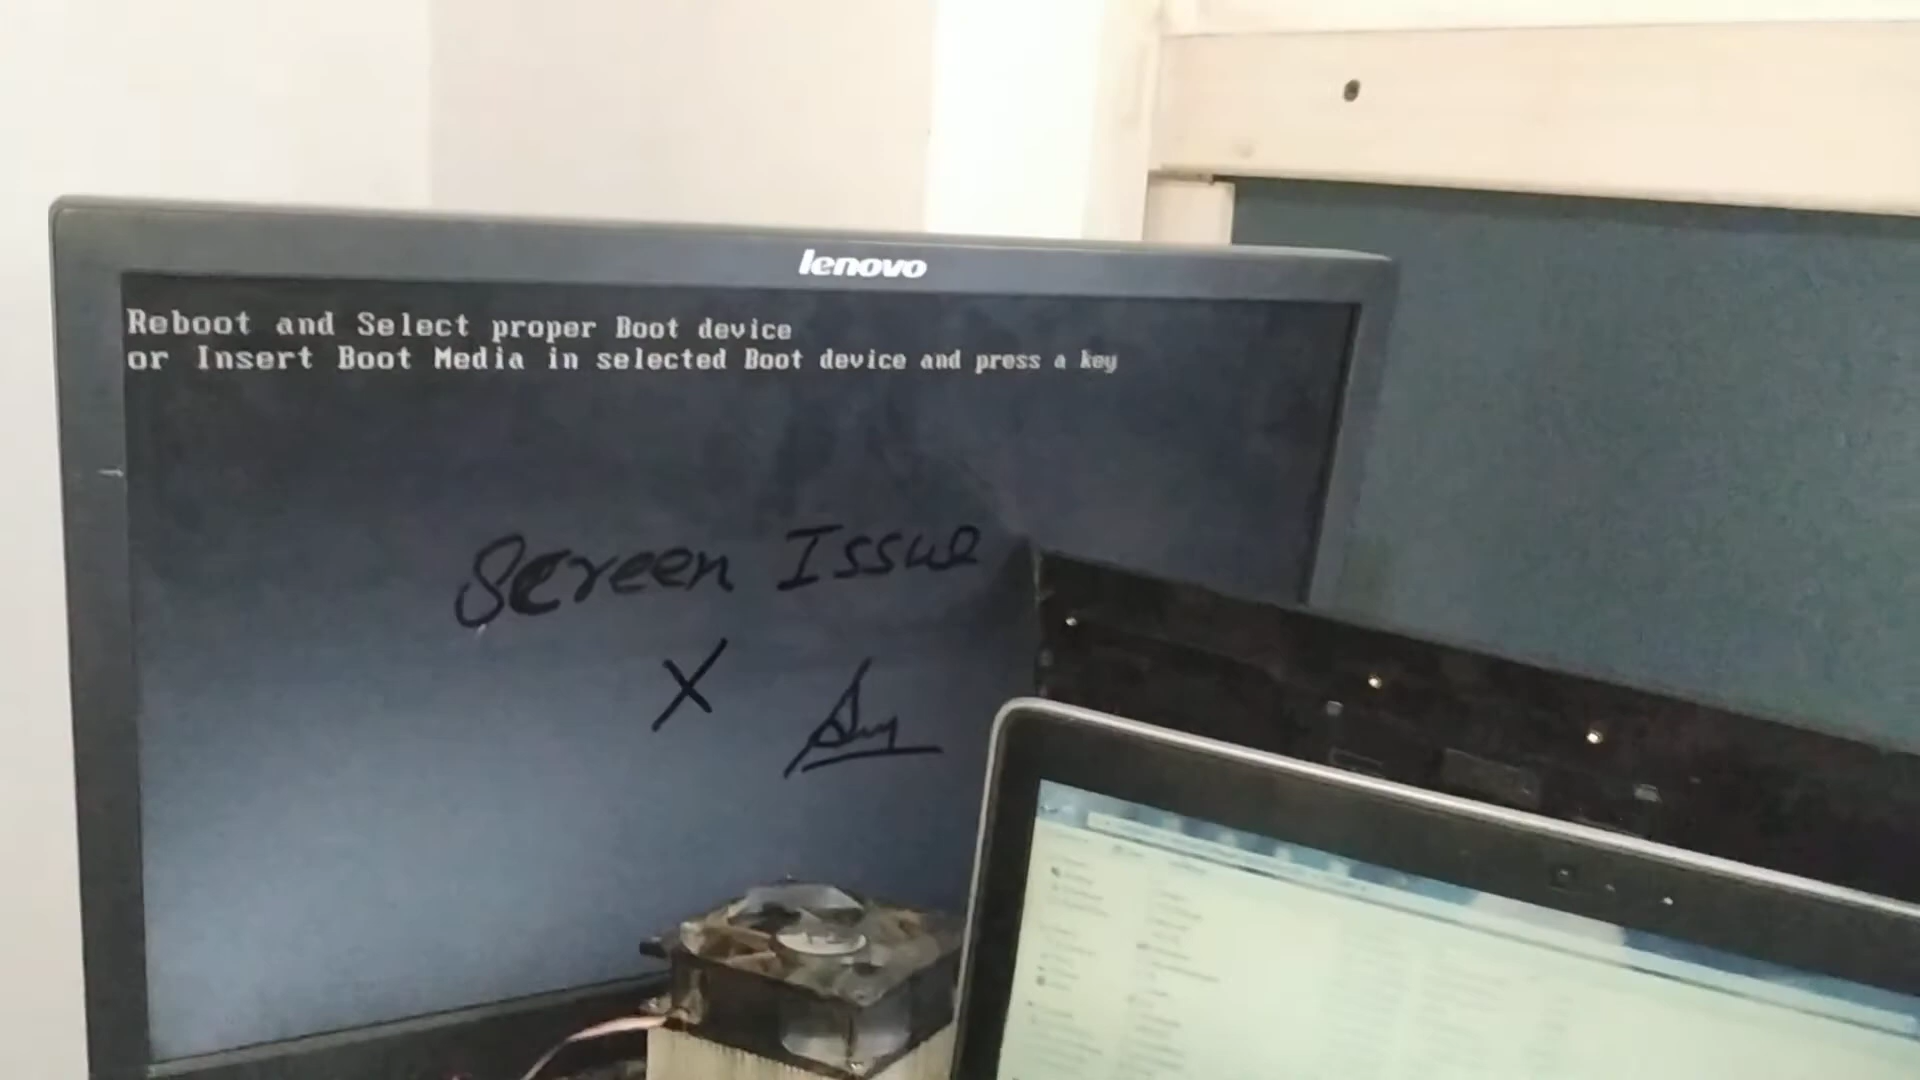 lenovo
Reboot and Select proper Boot device
or Insert Boot Media in selected Boot device and press a key
Screen Issue
X